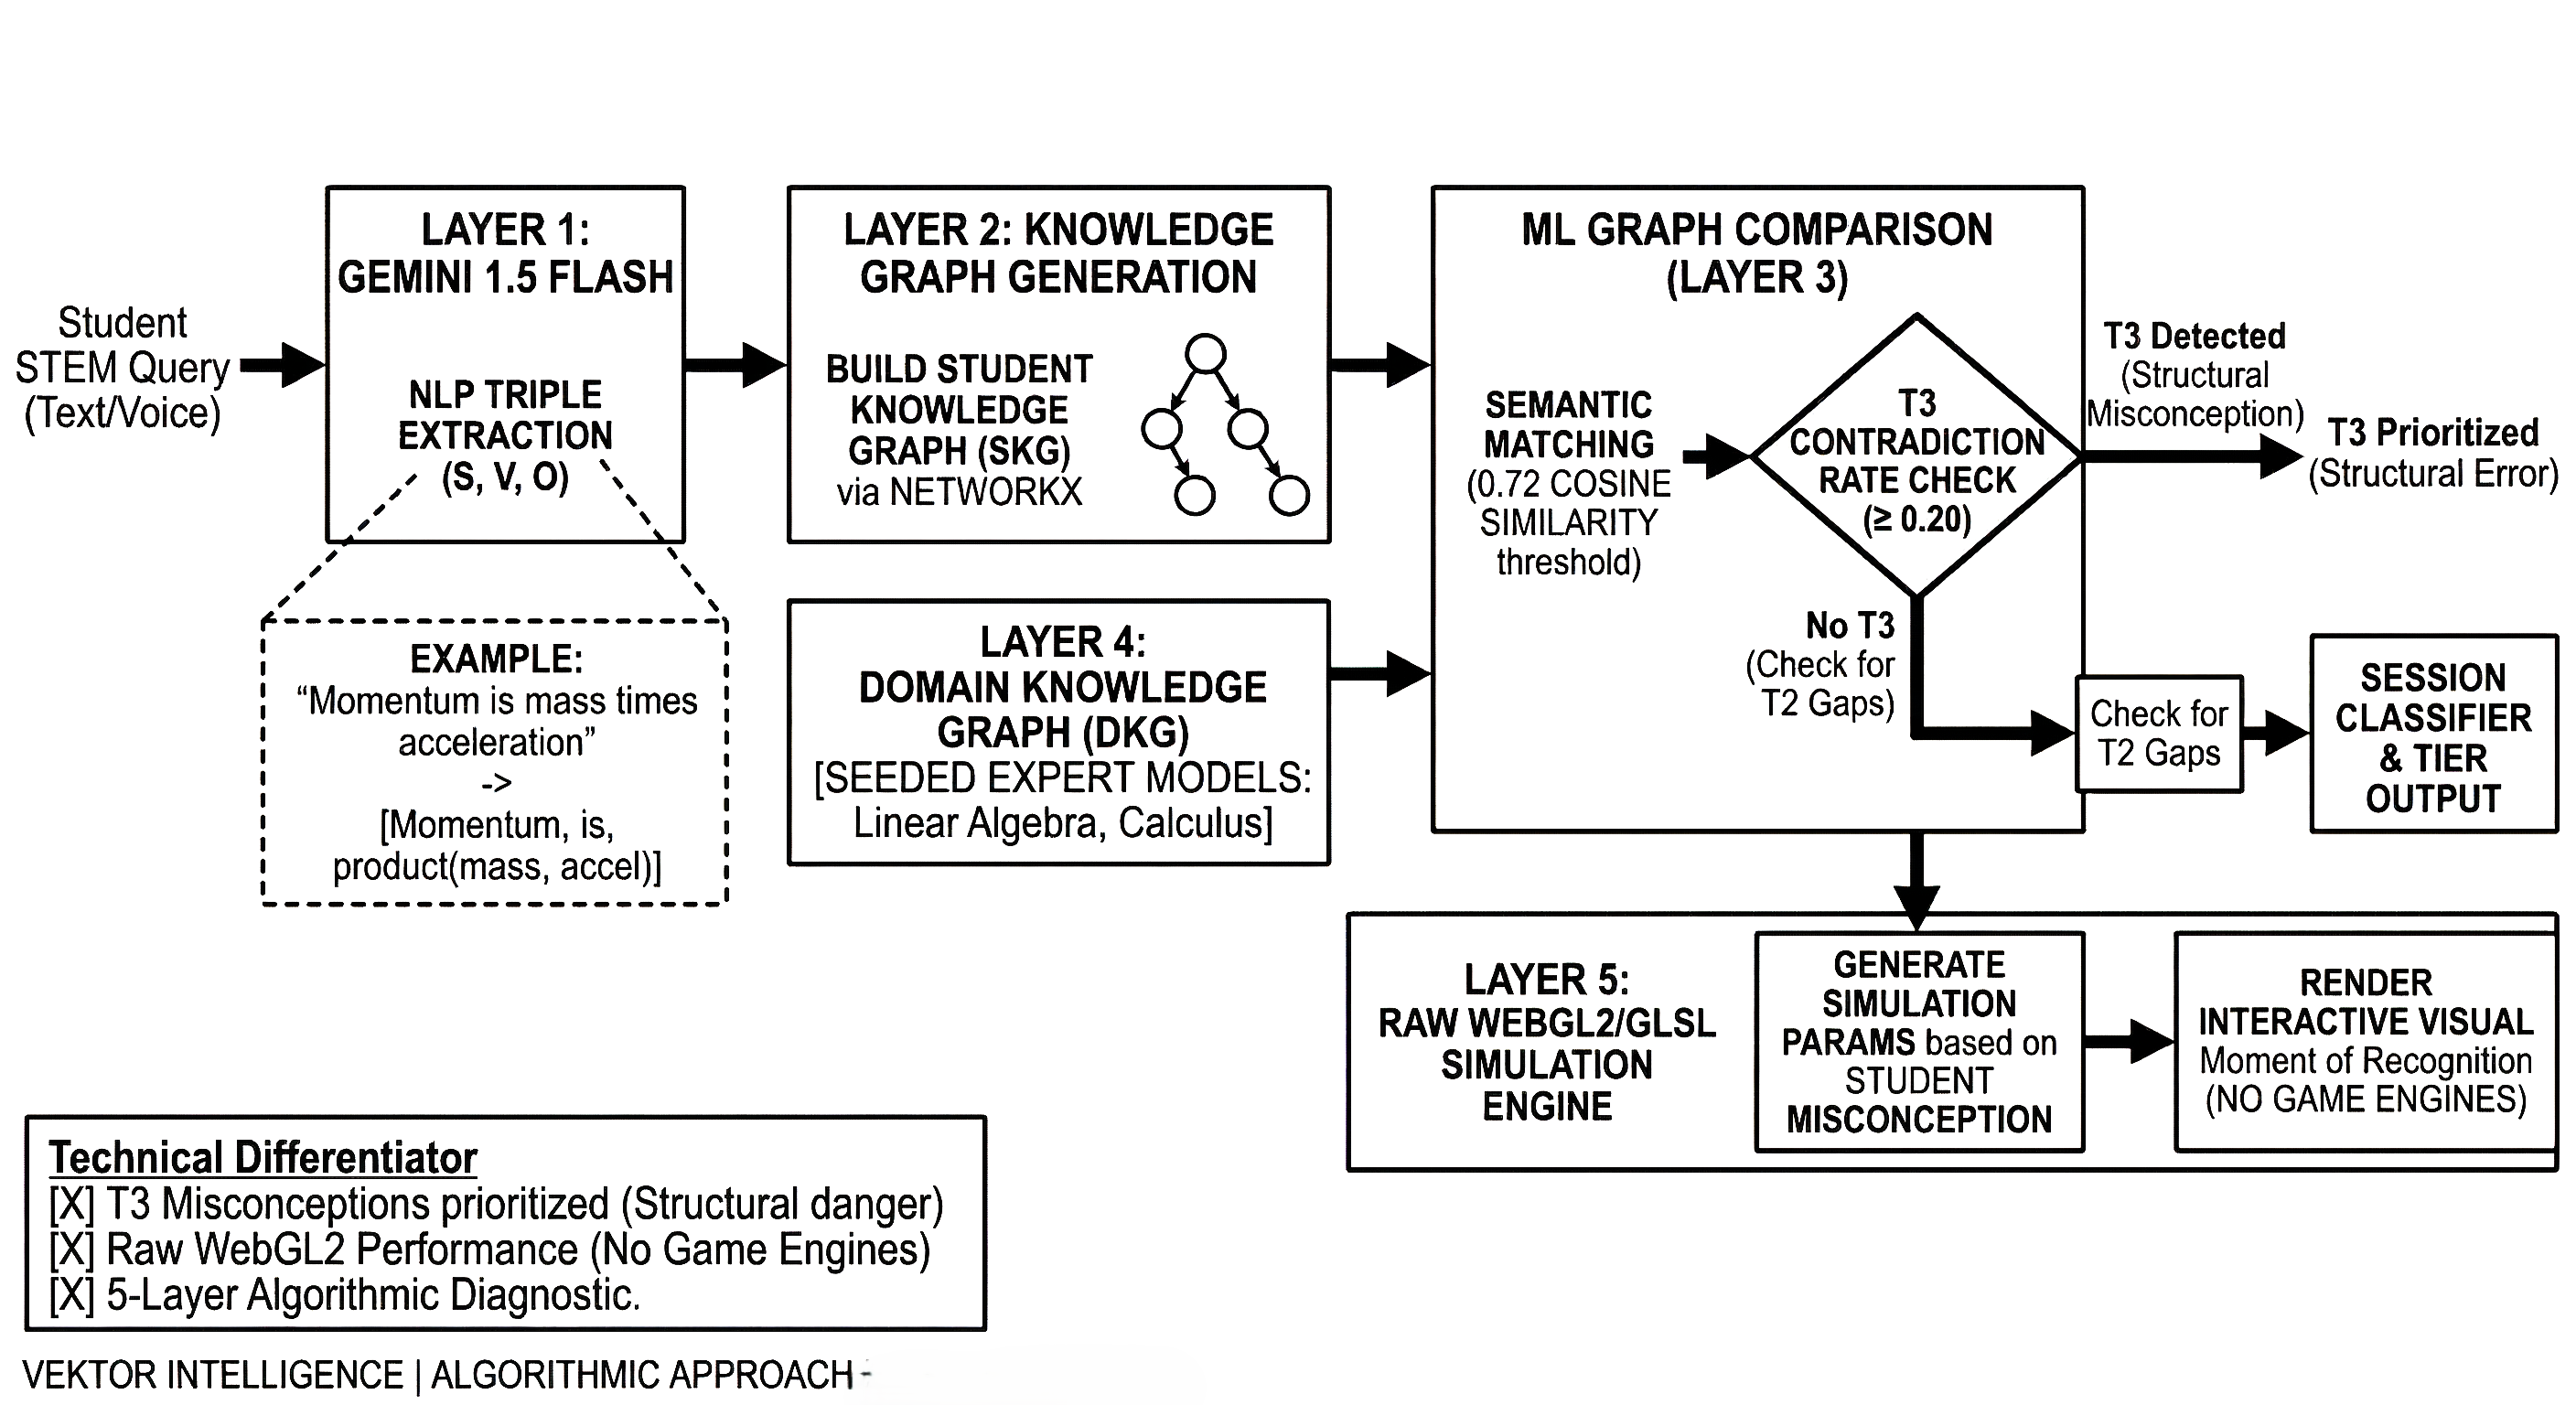 Student
STEM Query
(Text/Voice)
LAYER 1:
GEMINI 1.5 FLASH
NLP TRIPLE
EXTRACTION
(S, V, O)
EXAMPLE:
“Momentum is mass times
acceleration”
->
[Momentum, is,
product(mass, accel)]
LAYER 2: KNOWLEDGE
GRAPH GENERATION
BUILD STUDENT
KNOWLEDGE
GRAPH (SKG)
via NETWORKX
LAYER 4:
DOMAIN KNOWLEDGE
GRAPH (DKG)
[SEEDED EXPERT MODELS:
Linear Algebra, Calculus]
ML GRAPH COMPARISON
(LAYER 3)
SEMANTIC
MATCHING
(0.72 COSINE
SIMILARITY
threshold)
T3
CONTRADICTION
RATE CHECK
(≥ 0.20)
T3 Detected
(Structural
Misconception)
T3 Prioritized
(Structural Error)
No T3
(Check for
T2 Gaps)
Check for
T2 Gaps
SESSION
CLASSIFIER
& TIER
OUTPUT
LAYER 5:
RAW WEBGL2/GLSL
SIMULATION
ENGINE
GENERATE
SIMULATION
PARAMS based on
STUDENT
MISCONCEPTION
RENDER
INTERACTIVE VISUAL
Moment of Recognition
(NO GAME ENGINES)
Technical Differentiator
[X] T3 Misconceptions prioritized (Structural danger)
[X] Raw WebGL2 Performance (No Game Engines)
[X] 5-Layer Algorithmic Diagnostic.
VEKTOR INTELLIGENCE | ALGORITHMIC APPROACH -